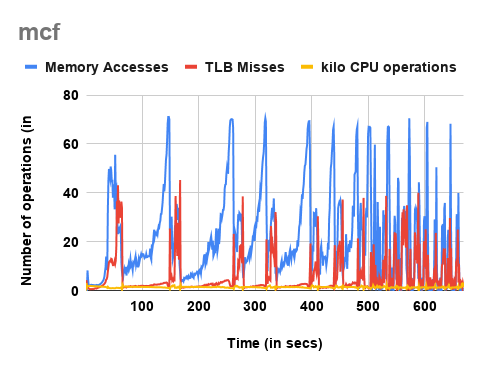 mcf
Memory Accesses TLB Misses kilo CPU operations
Number of operations (in
80
60
40
20
0
100 200 300 400 500 600
Time (in secs)